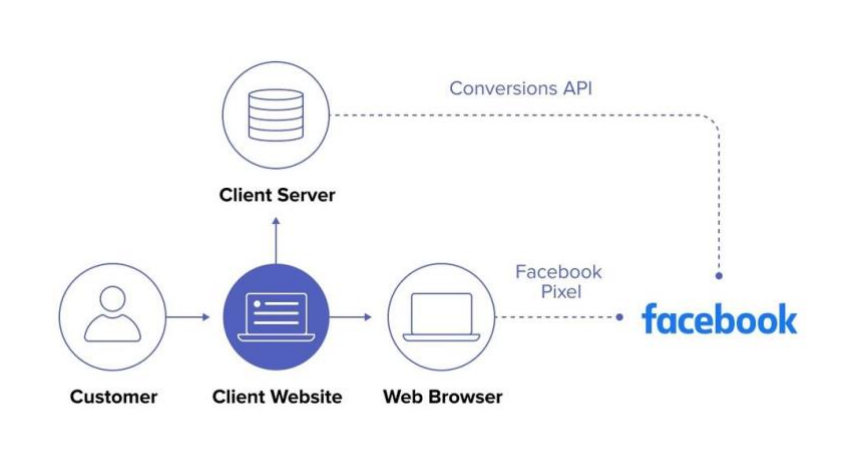 Conversions API
Client Server
Facebook
Pixel
facebook
Customer
Client Website
Web Browser